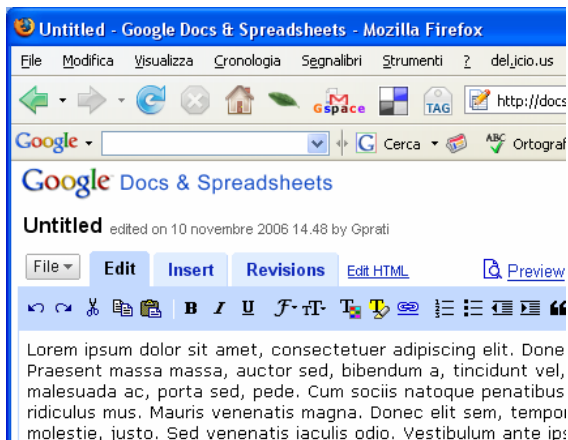 Untitled - Google Docs & Spreadsheets - Mozilla Firefox
File Modifica Visualizza Cronologia Segnalibri Strumenti ? del.icio.us
Gspace TAG http://docs
Google Cerca ABC Ortograf
Google Docs & Spreadsheets
Untitled edited on 10 novembre 2006 14.48 by Gprati
File Edit Insert Revisions Edit HTML Preview
B I U F TT T T
Lorem ipsum dolor sit amet, consectetuer adipiscing elit. Done
Praesent massa massa, auctor sed, bibendum a, tincidunt vel,
malesuada ac, porta sed, pede. Cum sociis natoque penatibus
ridiculus mus. Mauris venenatis magna. Donec elit sem, tempor
molestie, justo. Sed venenatis iaculis odio. Vestibulum ante ips